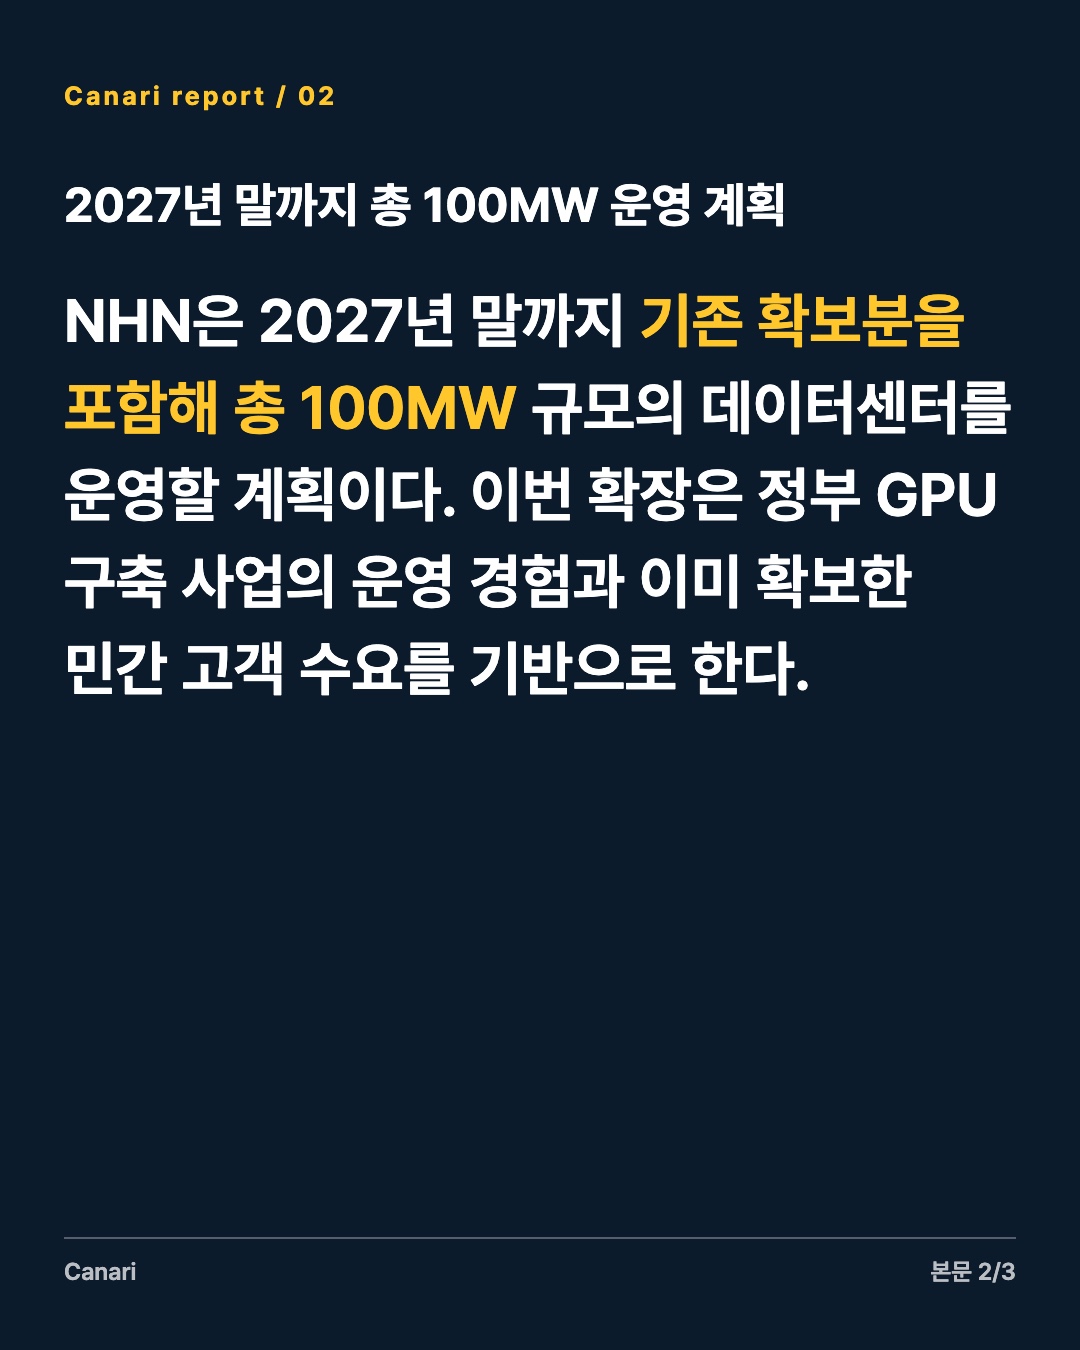 Canari report / 02
2027년 말까지 총 100MW 운영 계획
NHN은 2027년 말까지 기존 확보분을
포함해 총 100MW 규모의 데이터센터를
운영할 계획이다. 이번 확장은 정부 GPU
구축 사업의 운영 경험과 이미 확보한
민간 고객 수요를 기반으로 한다.
Canari
본문 2/3